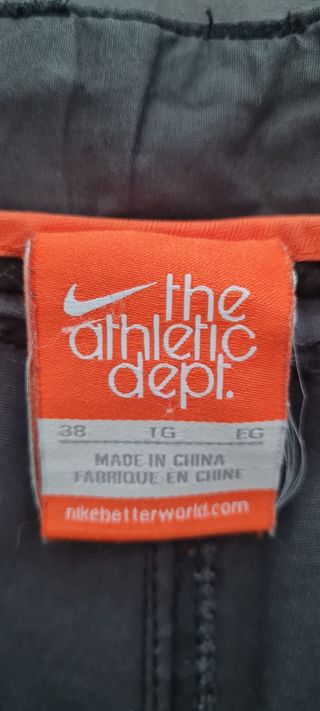 the
athletic
dept.
38 TG EG
MADE IN CHINA
FABRIQUE EN CHINE
nikebetterworld.com